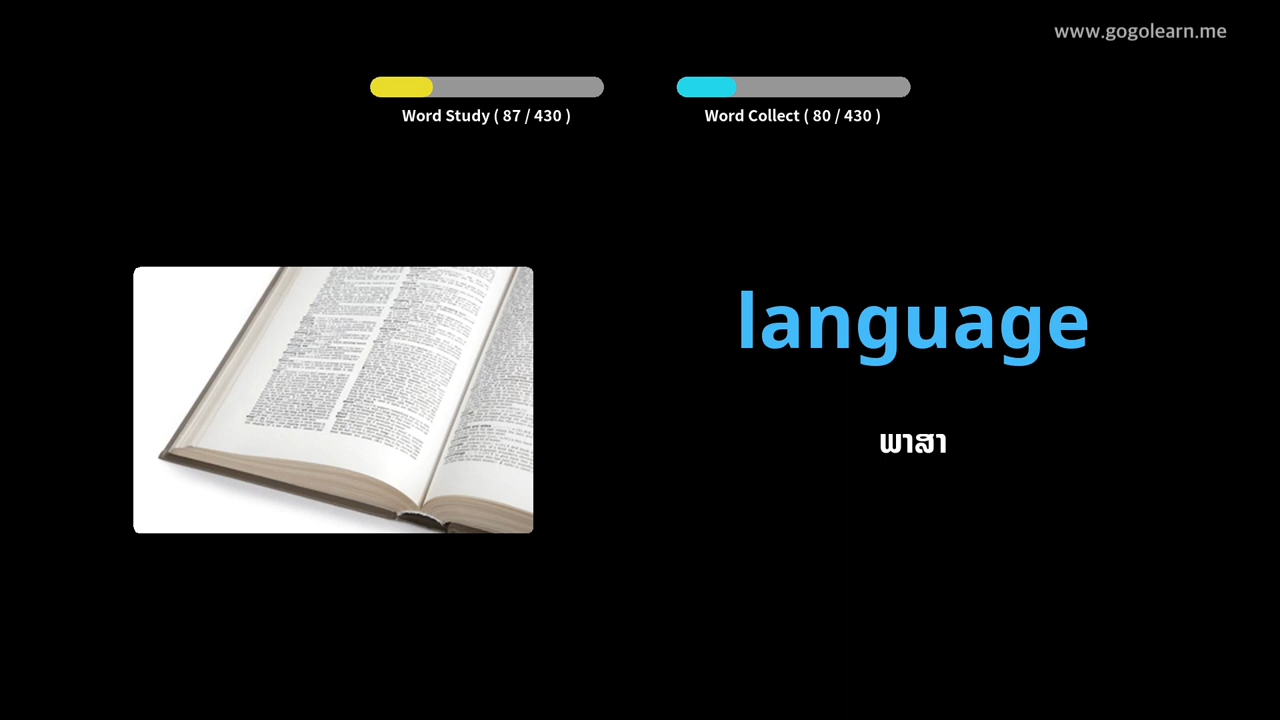 www.gogolearn.me
Word Study ( 87 / 430 )
Word Collect ( 80 / 430 )
language
ພາສາ